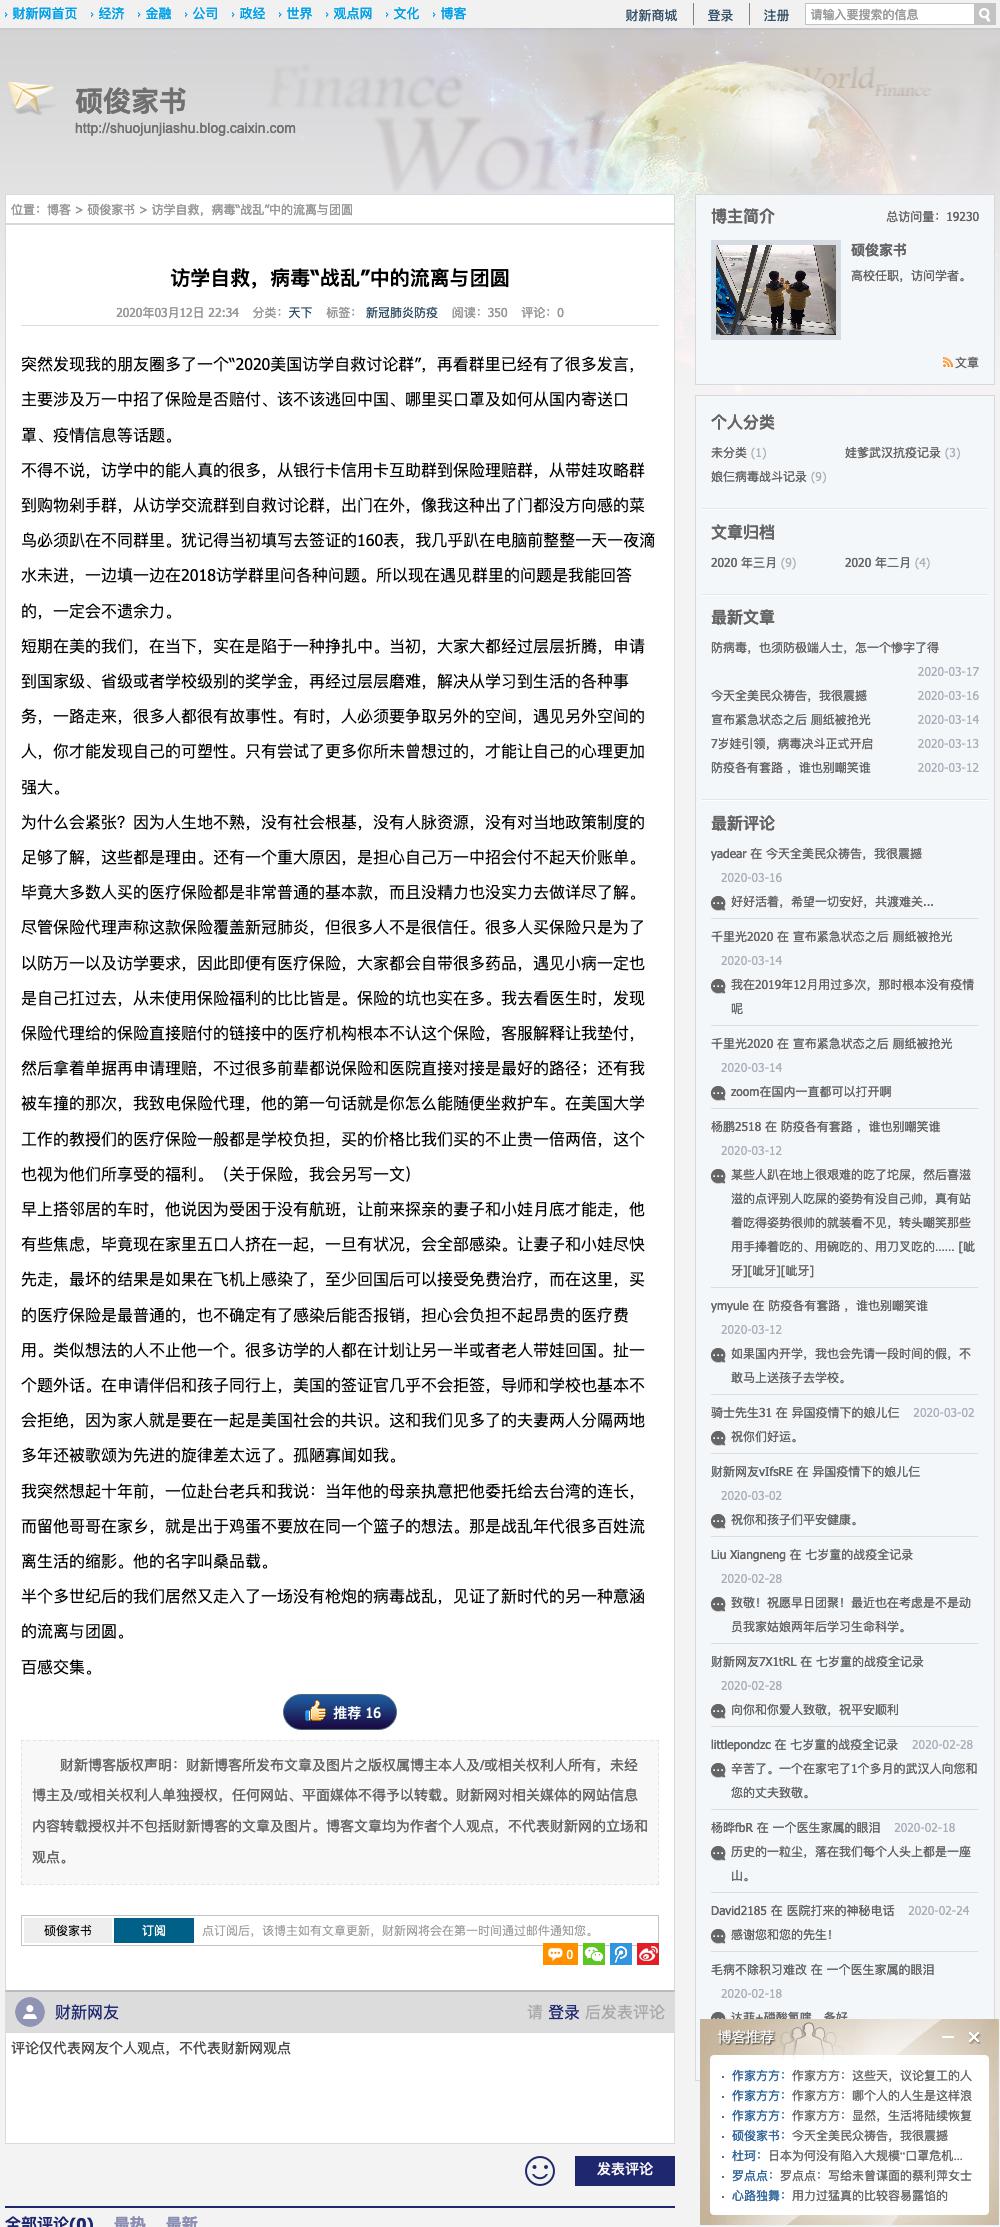 财新网首页 经济 金融 公司 政经 世界 观点网 文化 博客
财新商城 登录 注册 请输入要搜索的信息
Finance
World
World
Finance
硕俊家书
http://shuojunjiashu.blog.caixin.com
位置：博客 > 硕俊家书 > 访学自救，病毒“战乱”中的流离与团圆
访学自救，病毒“战乱”中的流离与团圆
2020年03月12日 22:34 分类：天下 标签： 新冠肺炎防疫 阅读：350 评论：0
突然发现我的朋友圈多了一个“2020美国访学自救讨论群”，再看群里已经有了很多发言，
主要涉及万一中招了保险是否赔付、该不该逃回中国、哪里买口罩及如何从国内寄送口
罩、疫情信息等话题。
不得不说，访学中的能人真的很多，从银行卡信用卡互助群到保险理赔群，从带娃攻略群
到购物剁手群，从访学交流群到自救讨论群，出门在外，像我这种出了门都没方向感的菜
鸟必须趴在不同群里。犹记得当初填写去签证的160表，我几乎趴在电脑前整整一天一夜滴
水未进，一边填一边在2018访学群里问各种问题。所以现在遇见群里的问题是我能回答
的，一定会不遗余力。
短期在美的我们，在当下，实在是陷于一种挣扎中。当初，大家大都经过层层折腾，申请
到国家级、省级或者学校级别的奖学金，再经过层层磨难，解决从学习到生活的各种事
务，一路走来，很多人都很有故事性。有时，人必须要争取另外的空间，遇见另外空间的
人，你才能发现自己的可塑性。只有尝试了更多你所未曾想过的，才能让自己的心理更加
强大。
为什么会紧张？因为人生地不熟，没有社会根基，没有人脉资源，没有对当地政策制度的
足够了解，这些都是理由。还有一个重大原因，是担心自己万一中招会付不起天价账单。
毕竟大多数人买的医疗保险都是非常普通的基本款，而且没精力也没实力去做详尽了解。
尽管保险代理声称这款保险覆盖新冠肺炎，但很多人不是很信任。很多人买保险只是为了
以防万一以及访学要求，因此即便有医疗保险，大家都会自带很多药品，遇见小病一定也
是自己扛过去，从未使用保险福利的比比皆是。保险的坑也实在多。我去看医生时，发现
保险代理给的保险直接赔付的链接中的医疗机构根本不认这个保险，客服解释让我垫付，
然后拿着单据再申请理赔，不过很多前辈都说保险和医院直接对接是最好的路径；还有我
被车撞的那次，我致电保险代理，他的第一句话就是你怎么能随便坐救护车。在美国大学
工作的教授们的医疗保险一般都是学校负担，买的价格比我们买的不止贵一倍两倍，这个
也视为他们所享受的福利。（关于保险，我会另写一文）
早上搭邻居的车时，他说因为受困于没有航班，让前来探亲的妻子和小娃月底才能走，他
有些焦虑，毕竟现在家里五口人挤在一起，一旦有状况，会全部感染。让妻子和小娃尽快
先走，最坏的结果是如果在飞机上感染了，至少回国后可以接受免费治疗，而在这里，买
的医疗保险是最普通的，也不确定有了感染后能否报销，担心会负担不起昂贵的医疗费
用。类似想法的人不止他一个。很多访学的人都在计划让另一半或者老人带娃回国。扯一
个题外话。在申请伴侣和孩子同行上，美国的签证官几乎不会拒签，导师和学校也基本不
会拒绝，因为家人就是要在一起是美国社会的共识。这和我们见多了的夫妻两人分隔两地
多年还被歌颂为先进的旋律差太远了。孤陋寡闻如我。
我突然想起十年前，一位赴台老兵和我说：当年他的母亲执意把他委托给去台湾的连长，
而留他哥哥在家乡，就是出于鸡蛋不要放在同一个篮子的想法。那是战乱年代很多百姓流
离生活的缩影。他的名字叫桑品载。
半个多世纪后的我们居然又走入了一场没有枪炮的病毒战乱，见证了新时代的另一种意涵
的流离与团圆。
百感交集。
推荐 16
财新博客版权声明：财新博客所发布文章及图片之版权属博主本人及/或相关权利人所有，未经
博主及/或相关权利人单独授权，任何网站、平面媒体不得予以转载。财新网对相关媒体的网站信息
内容转载授权并不包括财新博客的文章及图片。博客文章均为作者个人观点，不代表财新网的立场和
观点。
硕俊家书 订阅 点订阅后，该博主如有文章更新，财新网将会在第一时间通过邮件通知您。
0
财新网友 请 登录 后发表评论
评论仅代表网友个人观点，不代表财新网观点
发表评论
全部评论(0) 最热 最新
博主简介 总访问量：19230
硕俊家书
高校任职，访问学者。
文章
个人分类
未分类 (1) 娃爹武汉抗疫记录 (3)
娘仨病毒战斗记录 (9)
文章归档
2020 年三月 (9) 2020 年二月 (4)
最新文章
防病毒，也须防极端人士，怎一个惨字了得
2020-03-17
今天全美民众祷告，我很震撼 2020-03-16
宣布紧急状态之后 厕纸被抢光 2020-03-14
7岁娃引领，病毒决斗正式开启 2020-03-13
防疫各有套路 ，谁也别嘲笑谁 2020-03-12
最新评论
yadear 在 今天全美民众祷告，我很震撼
2020-03-16
好好活着，希望一切安好，共渡难关...
千里光2020 在 宣布紧急状态之后 厕纸被抢光
2020-03-14
我在2019年12月用过多次，那时根本没有疫情
呢
千里光2020 在 宣布紧急状态之后 厕纸被抢光
2020-03-14
zoom在国内一直都可以打开啊
杨鹏2518 在 防疫各有套路 ，谁也别嘲笑谁
2020-03-12
某些人趴在地上很艰难的吃了坨屎，然后喜滋
滋的点评别人吃屎的姿势有没自己帅，真有站
着吃得姿势很帅的就装看不见，转头嘲笑那些
用手捧着吃的、用碗吃的、用刀叉吃的…… [呲
牙][呲牙][呲牙]
ymyule 在 防疫各有套路 ，谁也别嘲笑谁
2020-03-12
如果国内开学，我也会先请一段时间的假，不
敢马上送孩子去学校。
骑士先生31 在 异国疫情下的娘儿仨 2020-03-02
祝你们好运。
财新网友vIfsRE 在 异国疫情下的娘儿仨
2020-03-02
祝你和孩子们平安健康。
Liu Xiangneng 在 七岁童的战疫全记录
2020-02-28
致敬！祝愿早日团聚！最近也在考虑是不是动
员我家姑娘两年后学习生命科学。
财新网友7X1tRL 在 七岁童的战疫全记录
2020-02-28
向你和你爱人致敬，祝平安顺利
littlepondzc 在 七岁童的战疫全记录 2020-02-28
辛苦了。一个在家宅了1个多月的武汉人向您和
您的丈夫致敬。
杨晔fbR 在 一个医生家属的眼泪 2020-02-18
历史的一粒尘，落在我们每个人头上都是一座
山。
David2185 在 医院打来的神秘电话 2020-02-24
感谢您和您的先生！
毛病不除积习难改 在 一个医生家属的眼泪
2020-02-18
博客推荐
作家方方：作家方方：这些天，议论复工的人
作家方方：作家方方：哪个人的人生是这样浪
作家方方：作家方方：显然，生活将陆续恢复
硕俊家书：今天全美民众祷告，我很震撼
杜珂：日本为何没有陷入大规模“口罩危机...
罗点点：罗点点：写给未曾谋面的蔡利萍女士
心路独舞：用力过猛真的比较容易露馅的